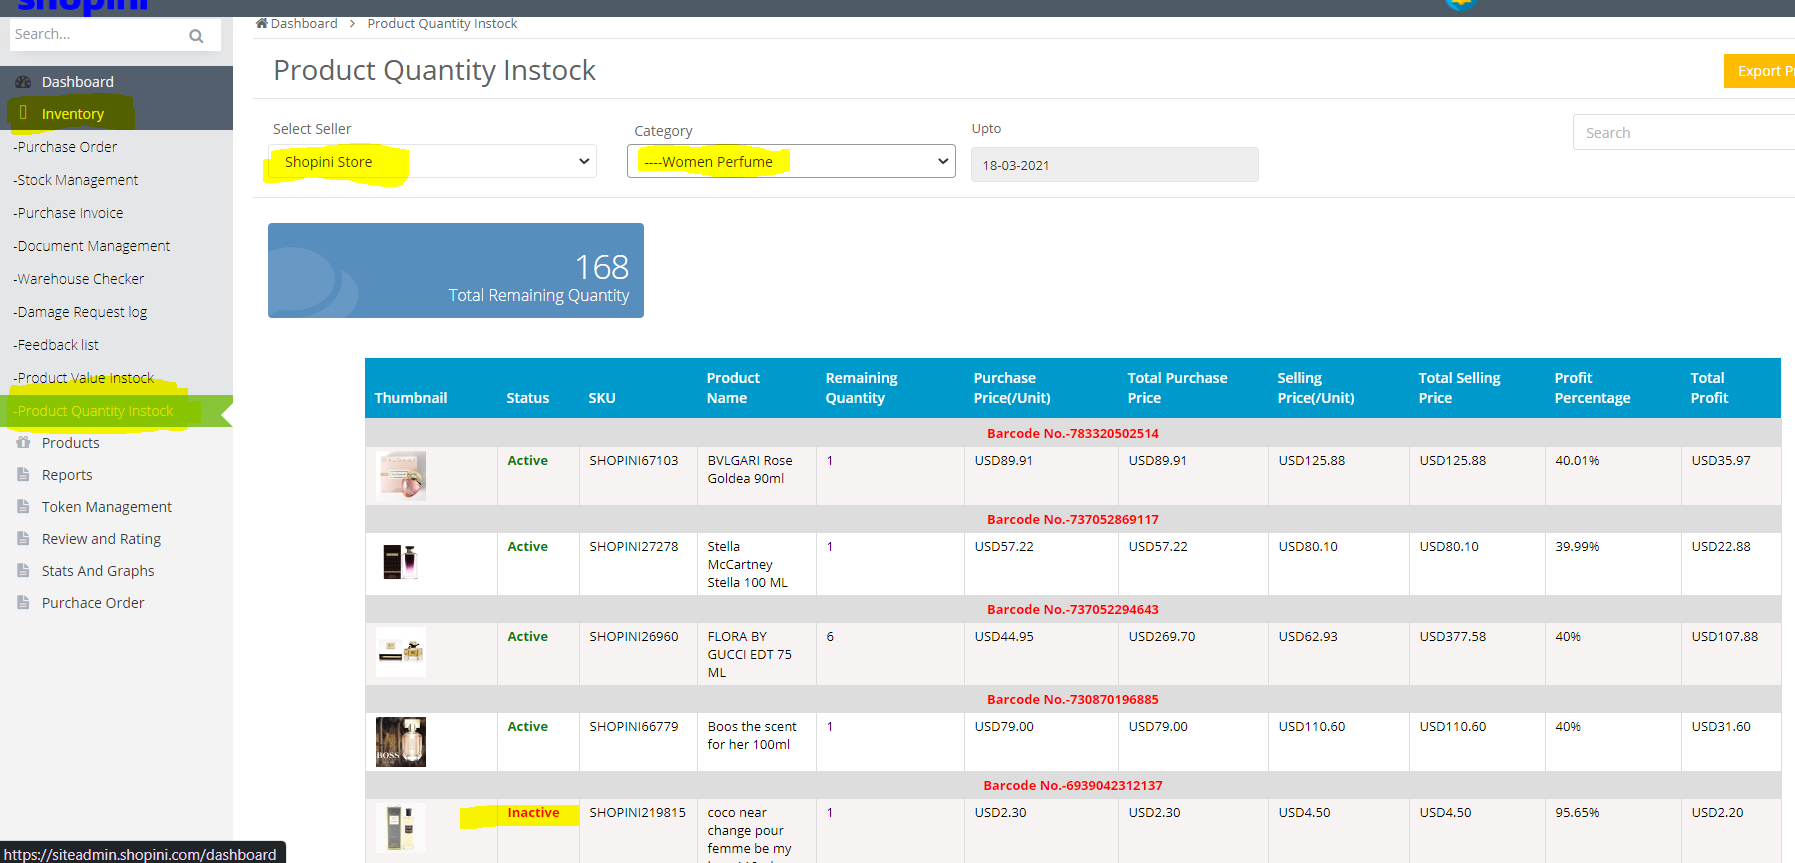 shopini
Dashboard > Product Quantity Instock
Search...
Product Quantity Instock
Export
Dashboard
Inventory
-Purchase Order
-Stock Management
-Purchase Invoice
-Document Management
-Warehouse Checker
-Damage Request log
-Feedback list
-Product Value Instock
-Product Quantity Instock
Products
Reports
Token Management
Review and Rating
Stats And Graphs
Purchace Order
Select Seller
Shopini Store
Category
----Women Perfume
Upto
18-03-2021
Search
168
Total Remaining Quantity
Thumbnail Status SKU Product Name Remaining Quantity Purchase Price(/Unit) Total Purchase Price Selling Price(/Unit) Total Selling Price Profit Percentage Total Profit
Barcode No.-783320502514
Active SHOPINI67103 BVLGARI Rose Goldea 90ml 1 USD89.91 USD89.91 USD125.88 USD125.88 40.01% USD35.97
Barcode No.-737052869117
Active SHOPINI27278 Stella McCartney Stella 100 ML 1 USD57.22 USD57.22 USD80.10 USD80.10 39.99% USD22.88
Barcode No.-737052294643
Active SHOPINI26960 FLORA BY GUCCI EDT 75 ML 6 USD44.95 USD269.70 USD62.93 USD377.58 40% USD107.88
Barcode No.-730870196885
BOSS
Active SHOPINI66779 Boos the scent for her 100ml 1 USD79.00 USD79.00 USD110.60 USD110.60 40% USD31.60
Barcode No.-6939042312137
Inactive SHOPINI219815 coco near change pour femme be my 1 USD2.30 USD2.30 USD4.50 USD4.50 95.65% USD2.20
https://siteadmin.shopini.com/dashboard